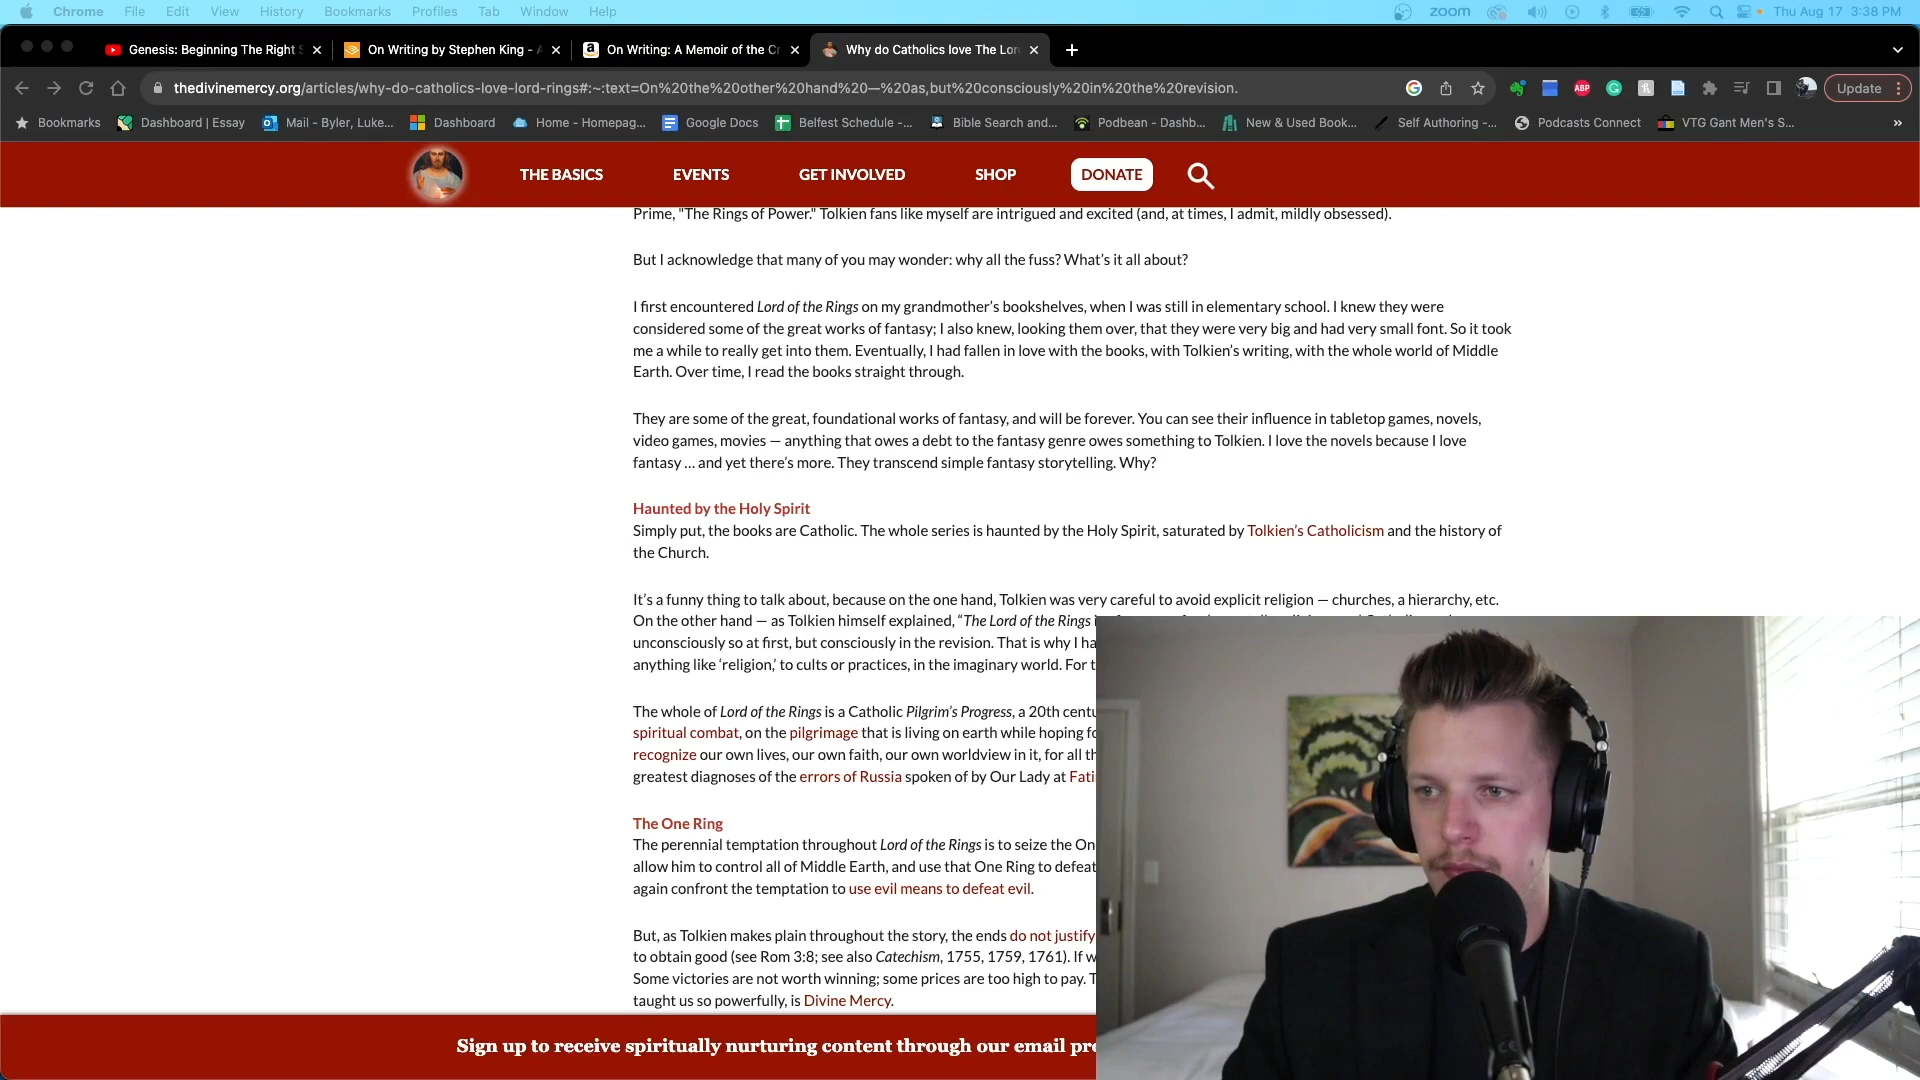 Chrome File Edit View History Bookmarks Profiles Tab Window Help zoom Thu Aug 17 3:38 PM
Genesis: Beginning The Right S On Writing by Stephen King - A On Writing: A Memoir of the Cr Why do Catholics love The Lor
thedivinemercy.org/articles/why-do-catholics-love-lord-rings#:~:text=On%20the%20other%20hand%20—%20as,but%20consciously%20in%20the%20revision. ABP Update
Bookmarks Dashboard | Essay Mail - Byler, Luke... Dashboard Home - Homepag... Google Docs Belfest Schedule -... Bible Search and... Podbean - Dashb... New & Used Book... Self Authoring -... Podcasts Connect VTG Gant Men's S... »
THE BASICS EVENTS GET INVOLVED SHOP DONATE
Prime, "The Rings of Power." Tolkien fans like myself are intrigued and excited (and, at times, I admit, mildly obsessed).
But I acknowledge that many of you may wonder: why all the fuss? What's it all about?
I first encountered Lord of the Rings on my grandmother's bookshelves, when I was still in elementary school. I knew they were
considered some of the great works of fantasy; I also knew, looking them over, that they were very big and had very small font. So it took
me a while to really get into them. Eventually, I had fallen in love with the books, with Tolkien's writing, with the whole world of Middle
Earth. Over time, I read the books straight through.
They are some of the great, foundational works of fantasy, and will be forever. You can see their influence in tabletop games, novels,
video games, movies — anything that owes a debt to the fantasy genre owes something to Tolkien. I love the novels because I love
fantasy ... and yet there's more. They transcend simple fantasy storytelling. Why?
Haunted by the Holy Spirit
Simply put, the books are Catholic. The whole series is haunted by the Holy Spirit, saturated by Tolkien's Catholicism and the history of
the Church.
It's a funny thing to talk about, because on the one hand, Tolkien was very careful to avoid explicit religion — churches, a hierarchy, etc.
On the other hand — as Tolkien himself explained, "The Lord of the Rings
unconsciously so at first, but consciously in the revision. That is why I ha
anything like 'religion,' to cults or practices, in the imaginary world. For t
The whole of Lord of the Rings is a Catholic Pilgrim's Progress, a 20th centu
spiritual combat, on the pilgrimage that is living on earth while hoping fo
recognize our own lives, our own faith, our own worldview in it, for all th
greatest diagnoses of the errors of Russia spoken of by Our Lady at Fati
The One Ring
The perennial temptation throughout Lord of the Rings is to seize the On
allow him to control all of Middle Earth, and use that One Ring to defeat
again confront the temptation to use evil means to defeat evil.
But, as Tolkien makes plain throughout the story, the ends do not justify
to obtain good (see Rom 3:8; see also Catechism, 1755, 1759, 1761). If w
Some victories are not worth winning; some prices are too high to pay. T
taught us so powerfully, is Divine Mercy.
Sign up to receive spiritually nurturing content through our email pro